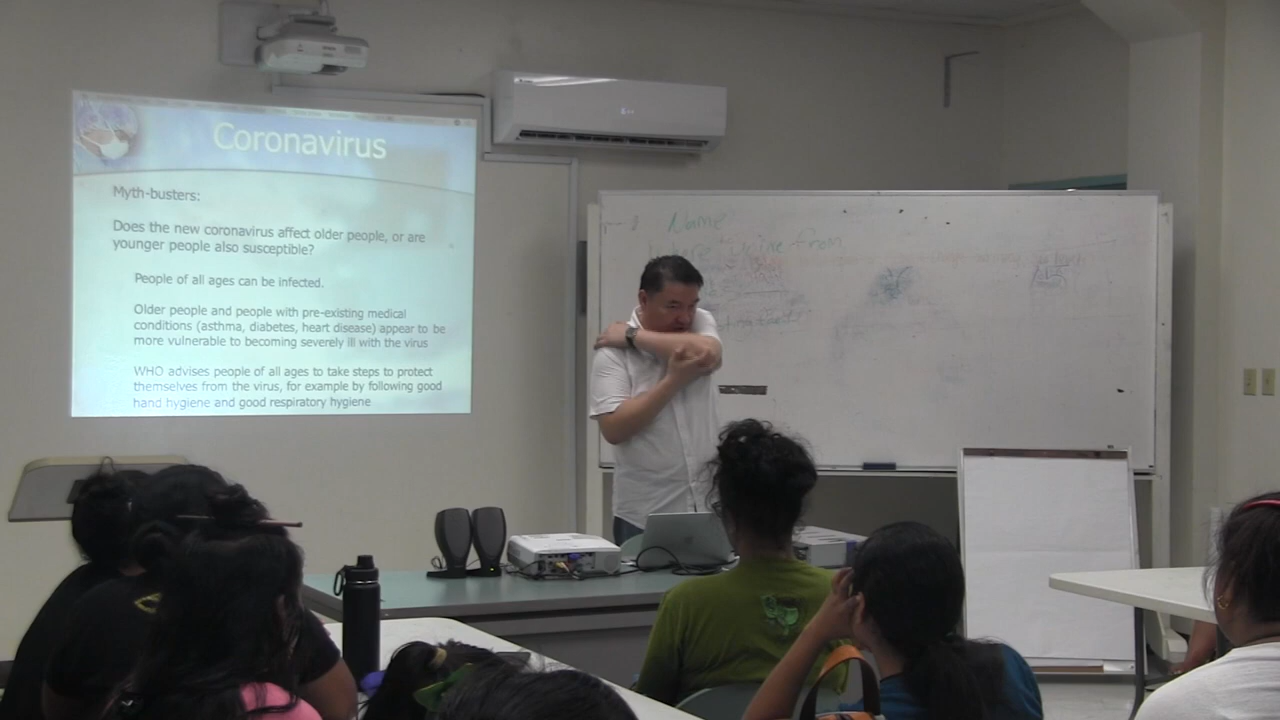 Coronavirus
Myth-busters:
Does the new coronavirus affect older people, or are
younger people also susceptible?
People of all ages can be infected.
Older people and people with pre-existing medical
conditions (asthma, diabetes, heart disease) appear to be
more vulnerable to becoming severely ill with the virus
WHO advises people of all ages to take steps to protect
themselves from the virus, for example by following good
hand hygiene and good respiratory hygiene
Name
from